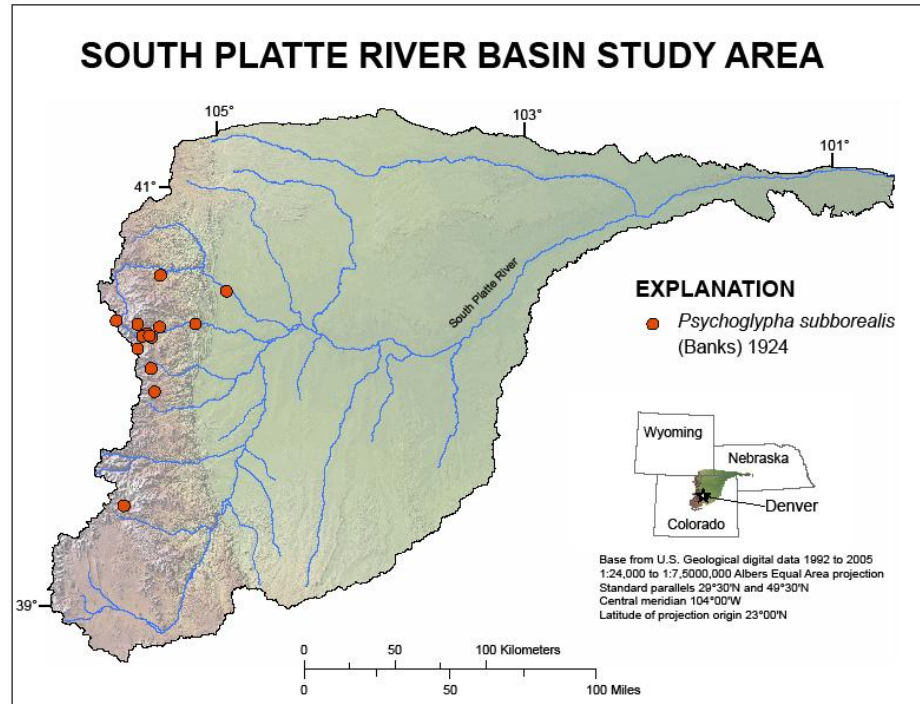 SOUTH PLATTE RIVER BASIN STUDY AREA
105°
103°
101°
41°
South Platte River
EXPLANATION
Psychoglypha subborealis
(Banks) 1924
Wyoming
Nebraska
Denver
Colorado
Base from U.S. Geological digital data 1992 to 2005
1:24,000 to 1:7,5000,000 Albers Equal Area projection
Standard parallels 29°30'N and 49°30'N
Central meridian 104°00'W
Latitude of projection origin 23°00'N
39°
0 50 100 Kilometers
0 50 100 Miles